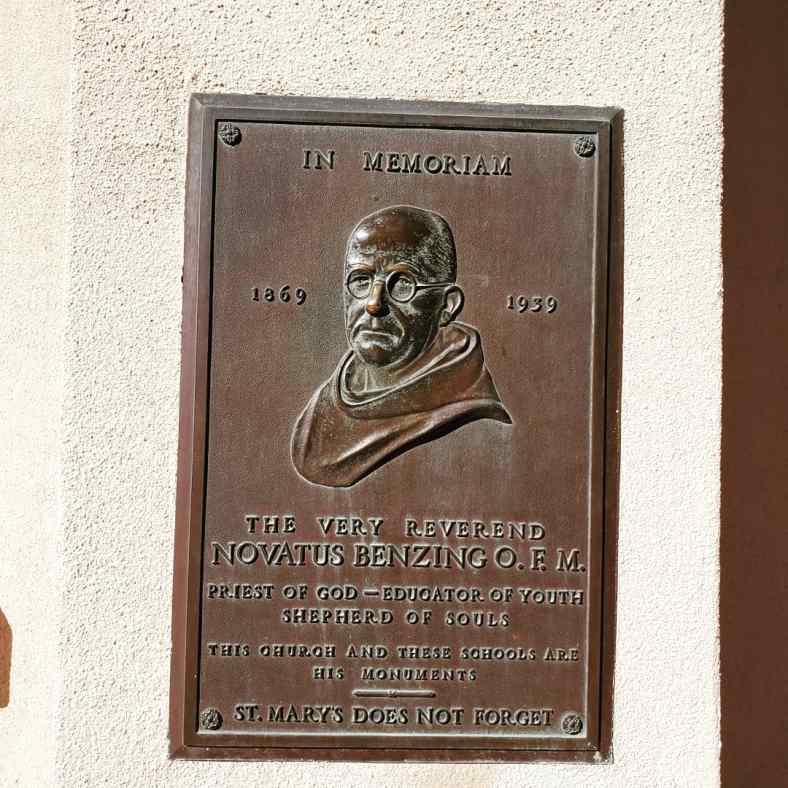 IN MEMORIAM
1869 1939
THE VERY REVEREND
NOVATUS BENZING O. F. M.
PRIEST OF GOD — EDUCATOR OF YOUTH
SHEPHERD OF SOULS
THIS CHURCH AND THESE SCHOOLS ARE
HIS MONUMENTS
ST. MARY'S DOES NOT FORGET